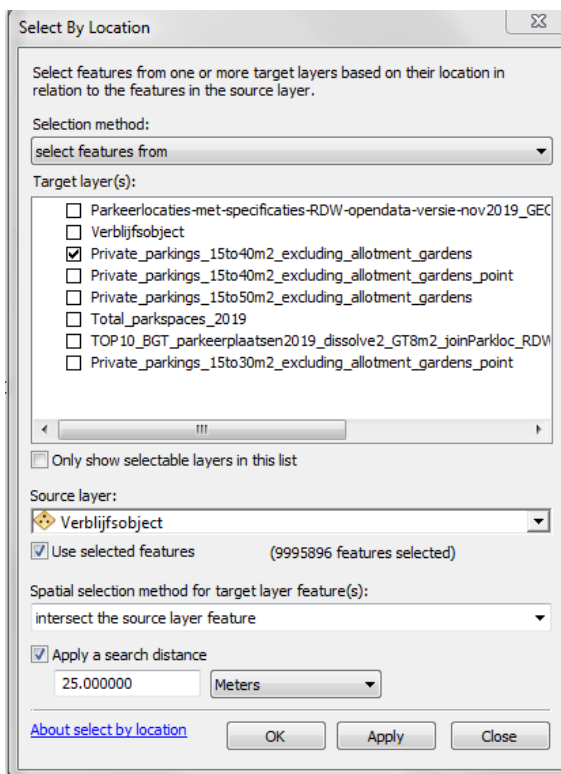 Select By Location
Select features from one or more target layers based on their location in
relation to the features in the source layer.
Selection method:
select features from
Target layer(s):
Parkeerlocaties-met-specificaties-RDW-opendata-versie-nov2019_GEO
Verblijfsobject
Private_parkings_15to40m2_excluding_allotment_gardens
Private_parkings_15to40m2_excluding_allotment_gardens_point
Private_parkings_15to50m2_excluding_allotment_gardens
Total_parkspaces_2019
TOP10_BGT_parkeerplaatsen2019_dissolve2_GT8m2_joinParkloc_RDW
Private_parkings_15to30m2_excluding_allotment_gardens_point
Only show selectable layers in this list
Source layer:
Verblijfsobject
Use selected features (9995896 features selected)
Spatial selection method for target layer feature(s):
intersect the source layer feature
Apply a search distance
25.000000 Meters
About select by location OK Apply Close